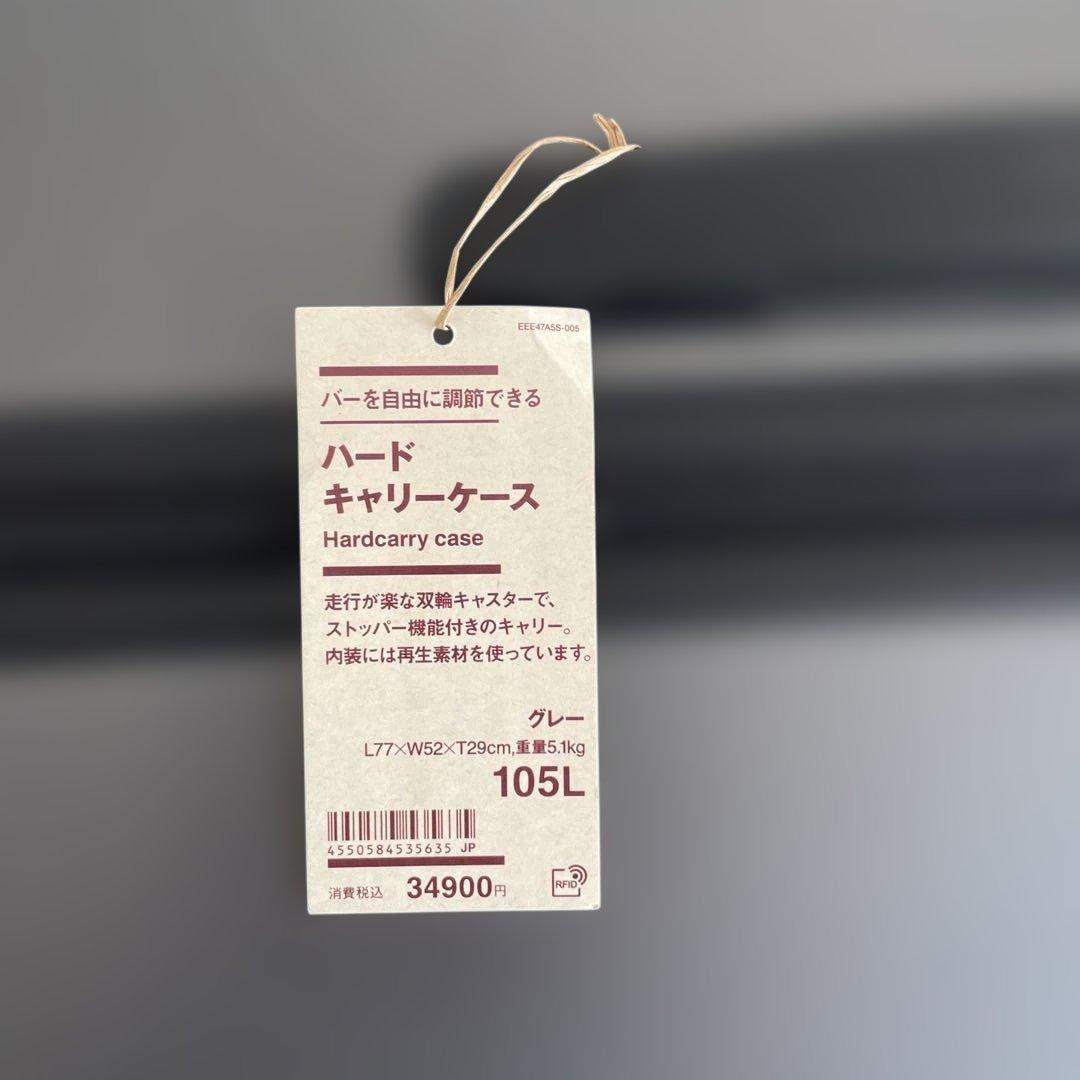 EEE47A5S-005
バーを自由に調節できる
ハード
キャリーケース
Hardcarry case
走行が楽な双輪キャスターで、
ストッパー機能付きのキャリー。
内装には再生素材を使っています。
グレー
L77×W52×T29cm,重量5.1kg
105L
4550584535635 JP
消費税込 34900円
RFID